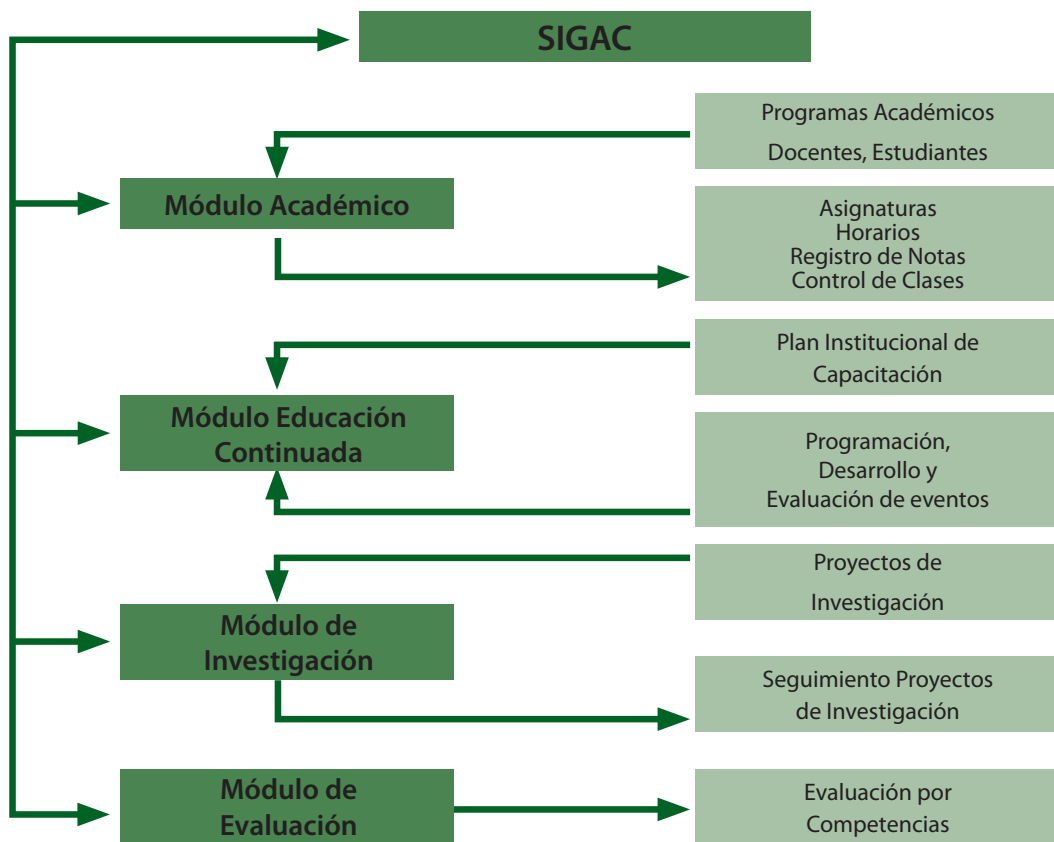 SIGAC
Programas Académicos
Docentes, Estudiantes
Módulo Académico
Asignaturas
Horarios
Registro de Notas
Control de Clases
Plan Institucional de
Capacitación
Módulo Educación
Continuada
Programación,
Desarrollo y
Evaluación de eventos
Proyectos de
Investigación
Módulo de
Investigación
Seguimiento Proyectos
de Investigación
Módulo de
Evaluación
Evaluación por
Competencias